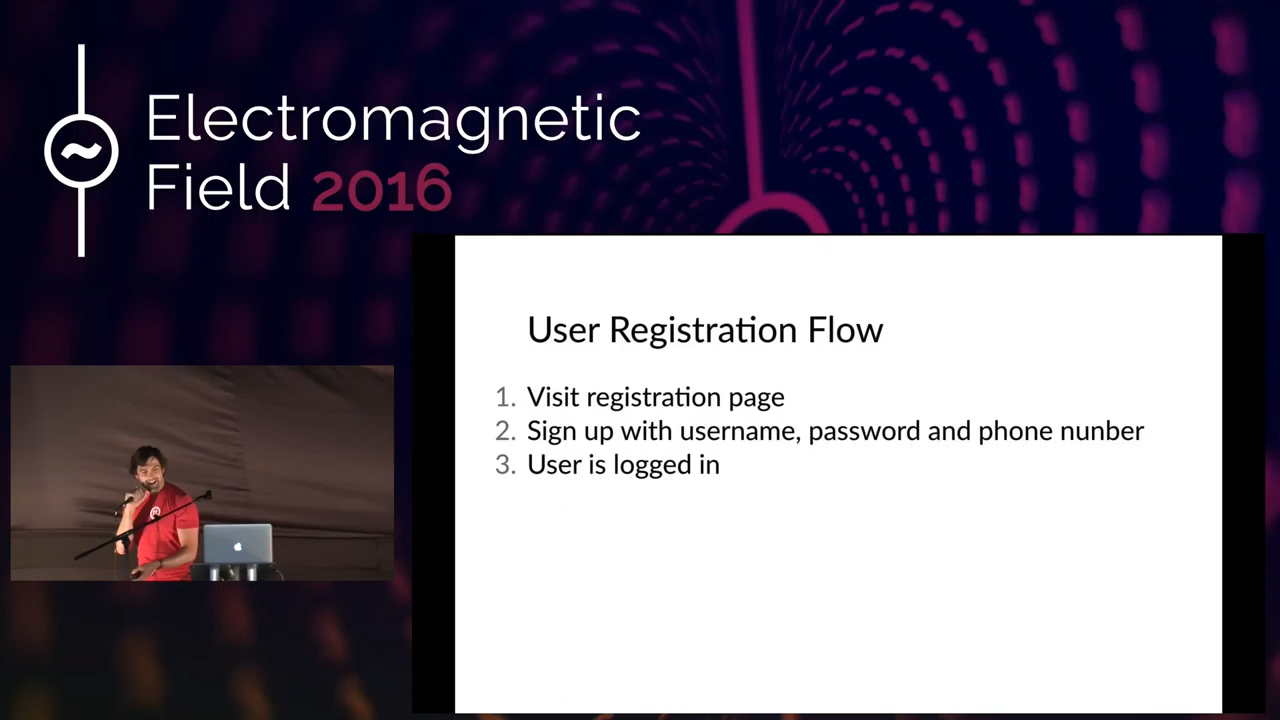 Electromagnetic
Field 2016
User Registration Flow
1. Visit registration page
2. Sign up with username, password and phone nunber
3. User is logged in